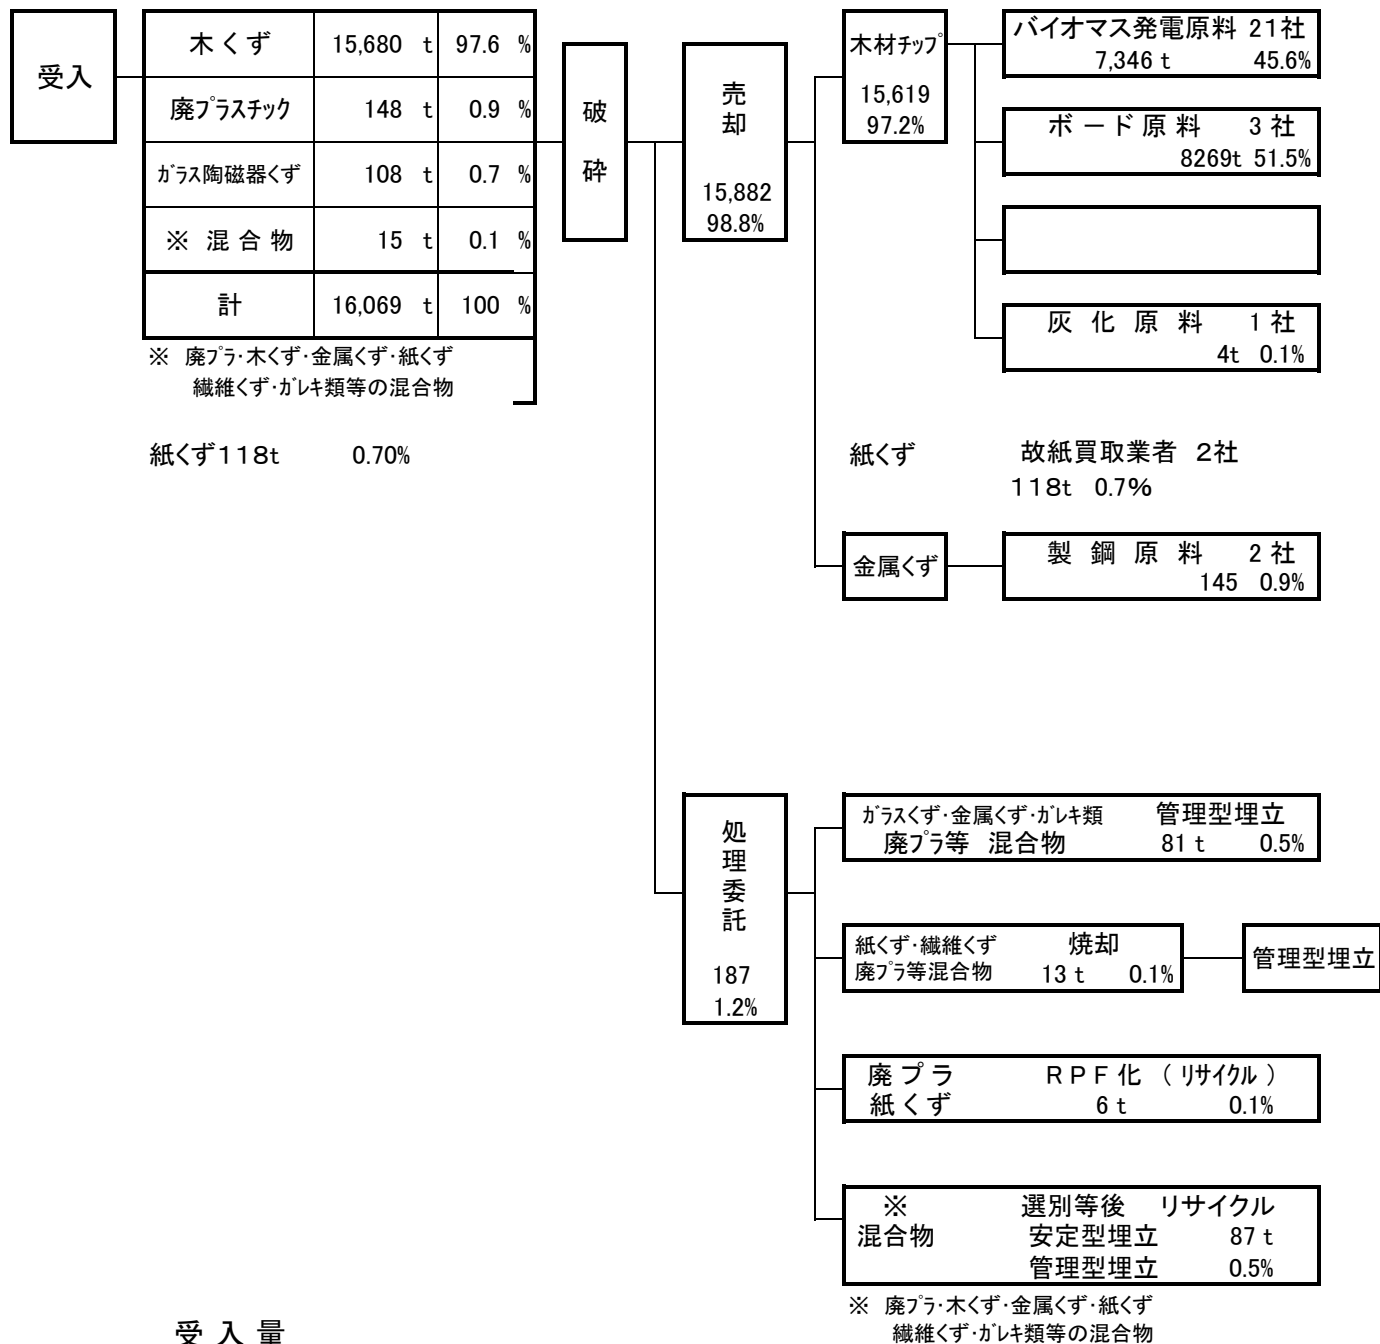 受入
木くず 15,680 t 97.6 %
廃プラスチック 148 t 0.9 %
ガラス陶磁器くず 108 t 0.7 %
※ 混合物 15 t 0.1 %
計 16,069 t 100 %
※ 廃プラ・木くず・金属くず・紙くず
繊維くず・ガレキ類等の混合物
紙くず118t 0.70%
破砕
売却
15,882
98.8%
木材チップ
15,619
97.2%
バイオマス発電原料 21社
7,346 t 45.6%
ボード原料 3社
8269t 51.5%
灰化原料 1社
4t 0.1%
紙くず
故紙買取業者 2社
118t 0.7%
金属くず
製鋼原料 2社
145 0.9%
処理委託
187
1.2%
ガラスくず・金属くず・ガレキ類 管理型埋立
廃プラ等 混合物 81 t 0.5%
紙くず・繊維くず 焼却
廃プラ等混合物 13 t 0.1%
管理型埋立
廃プラ RPF化(リサイクル)
紙くず 6 t 0.1%
※ 選別等後 リサイクル
混合物 安定型埋立 87 t
管理型埋立 0.5%
※ 廃プラ・木くず・金属くず・紙くず
繊維くず・ガレキ類等の混合物
受入量